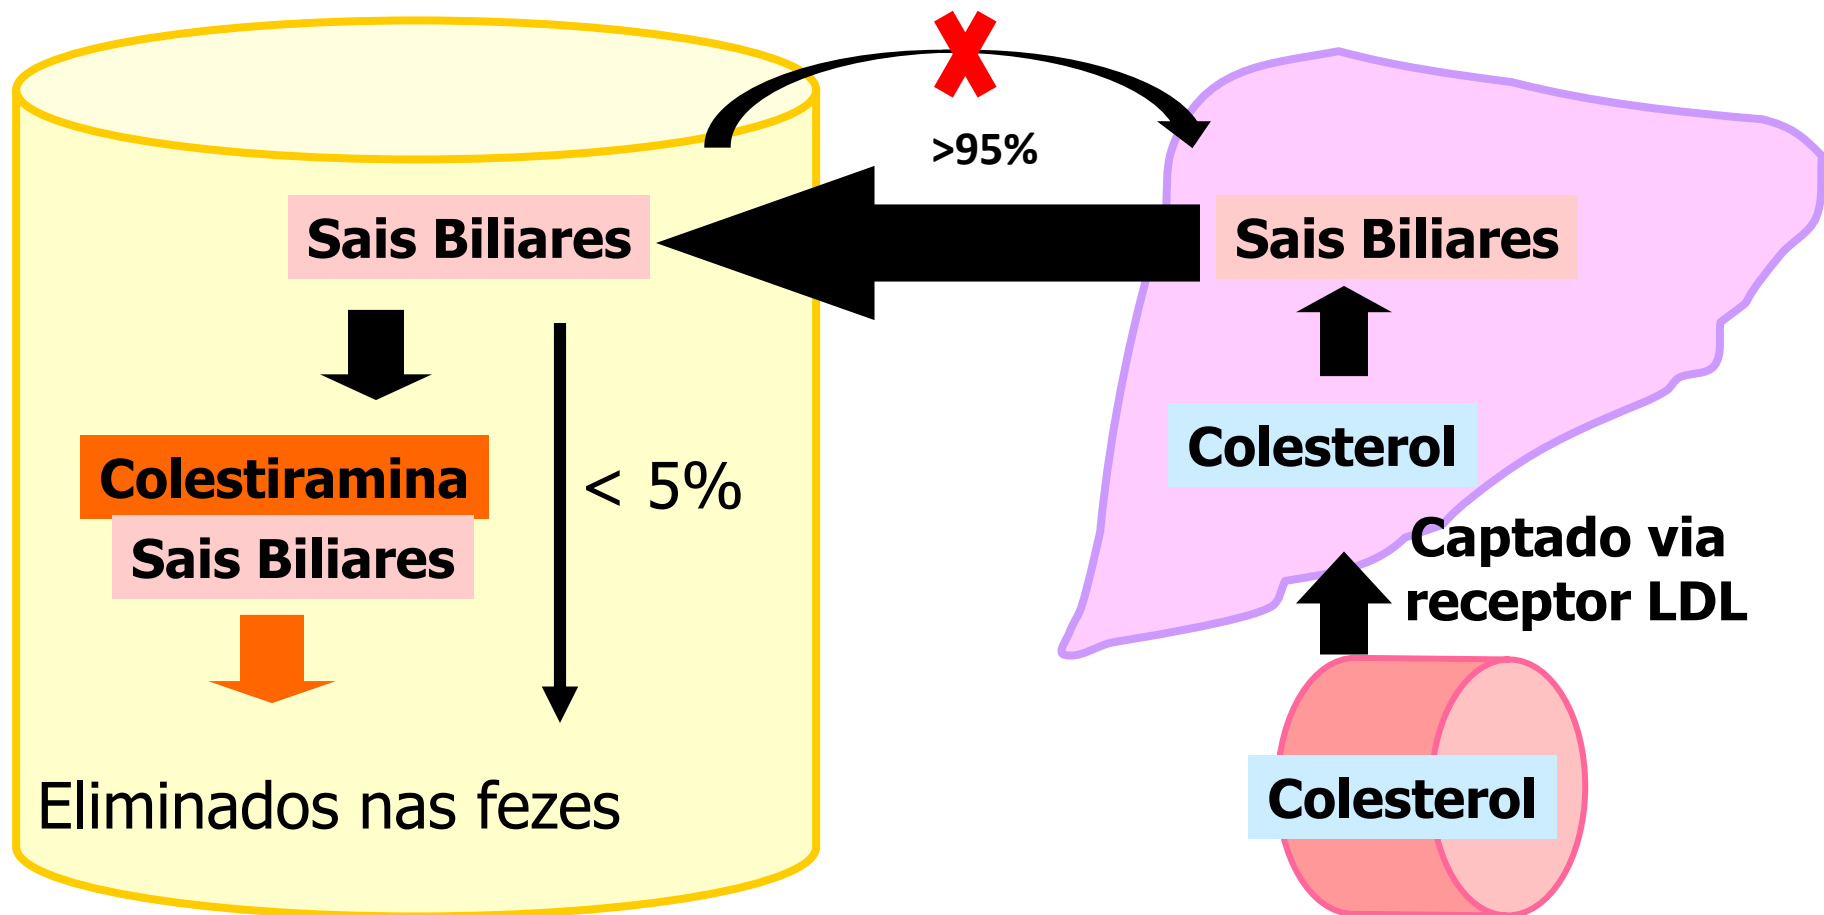 >95%
Sais Biliares
Sais Biliares
Colesterol
Colestiramina
< 5%
Sais Biliares
Captado via
receptor LDL
Eliminados nas fezes
Colesterol